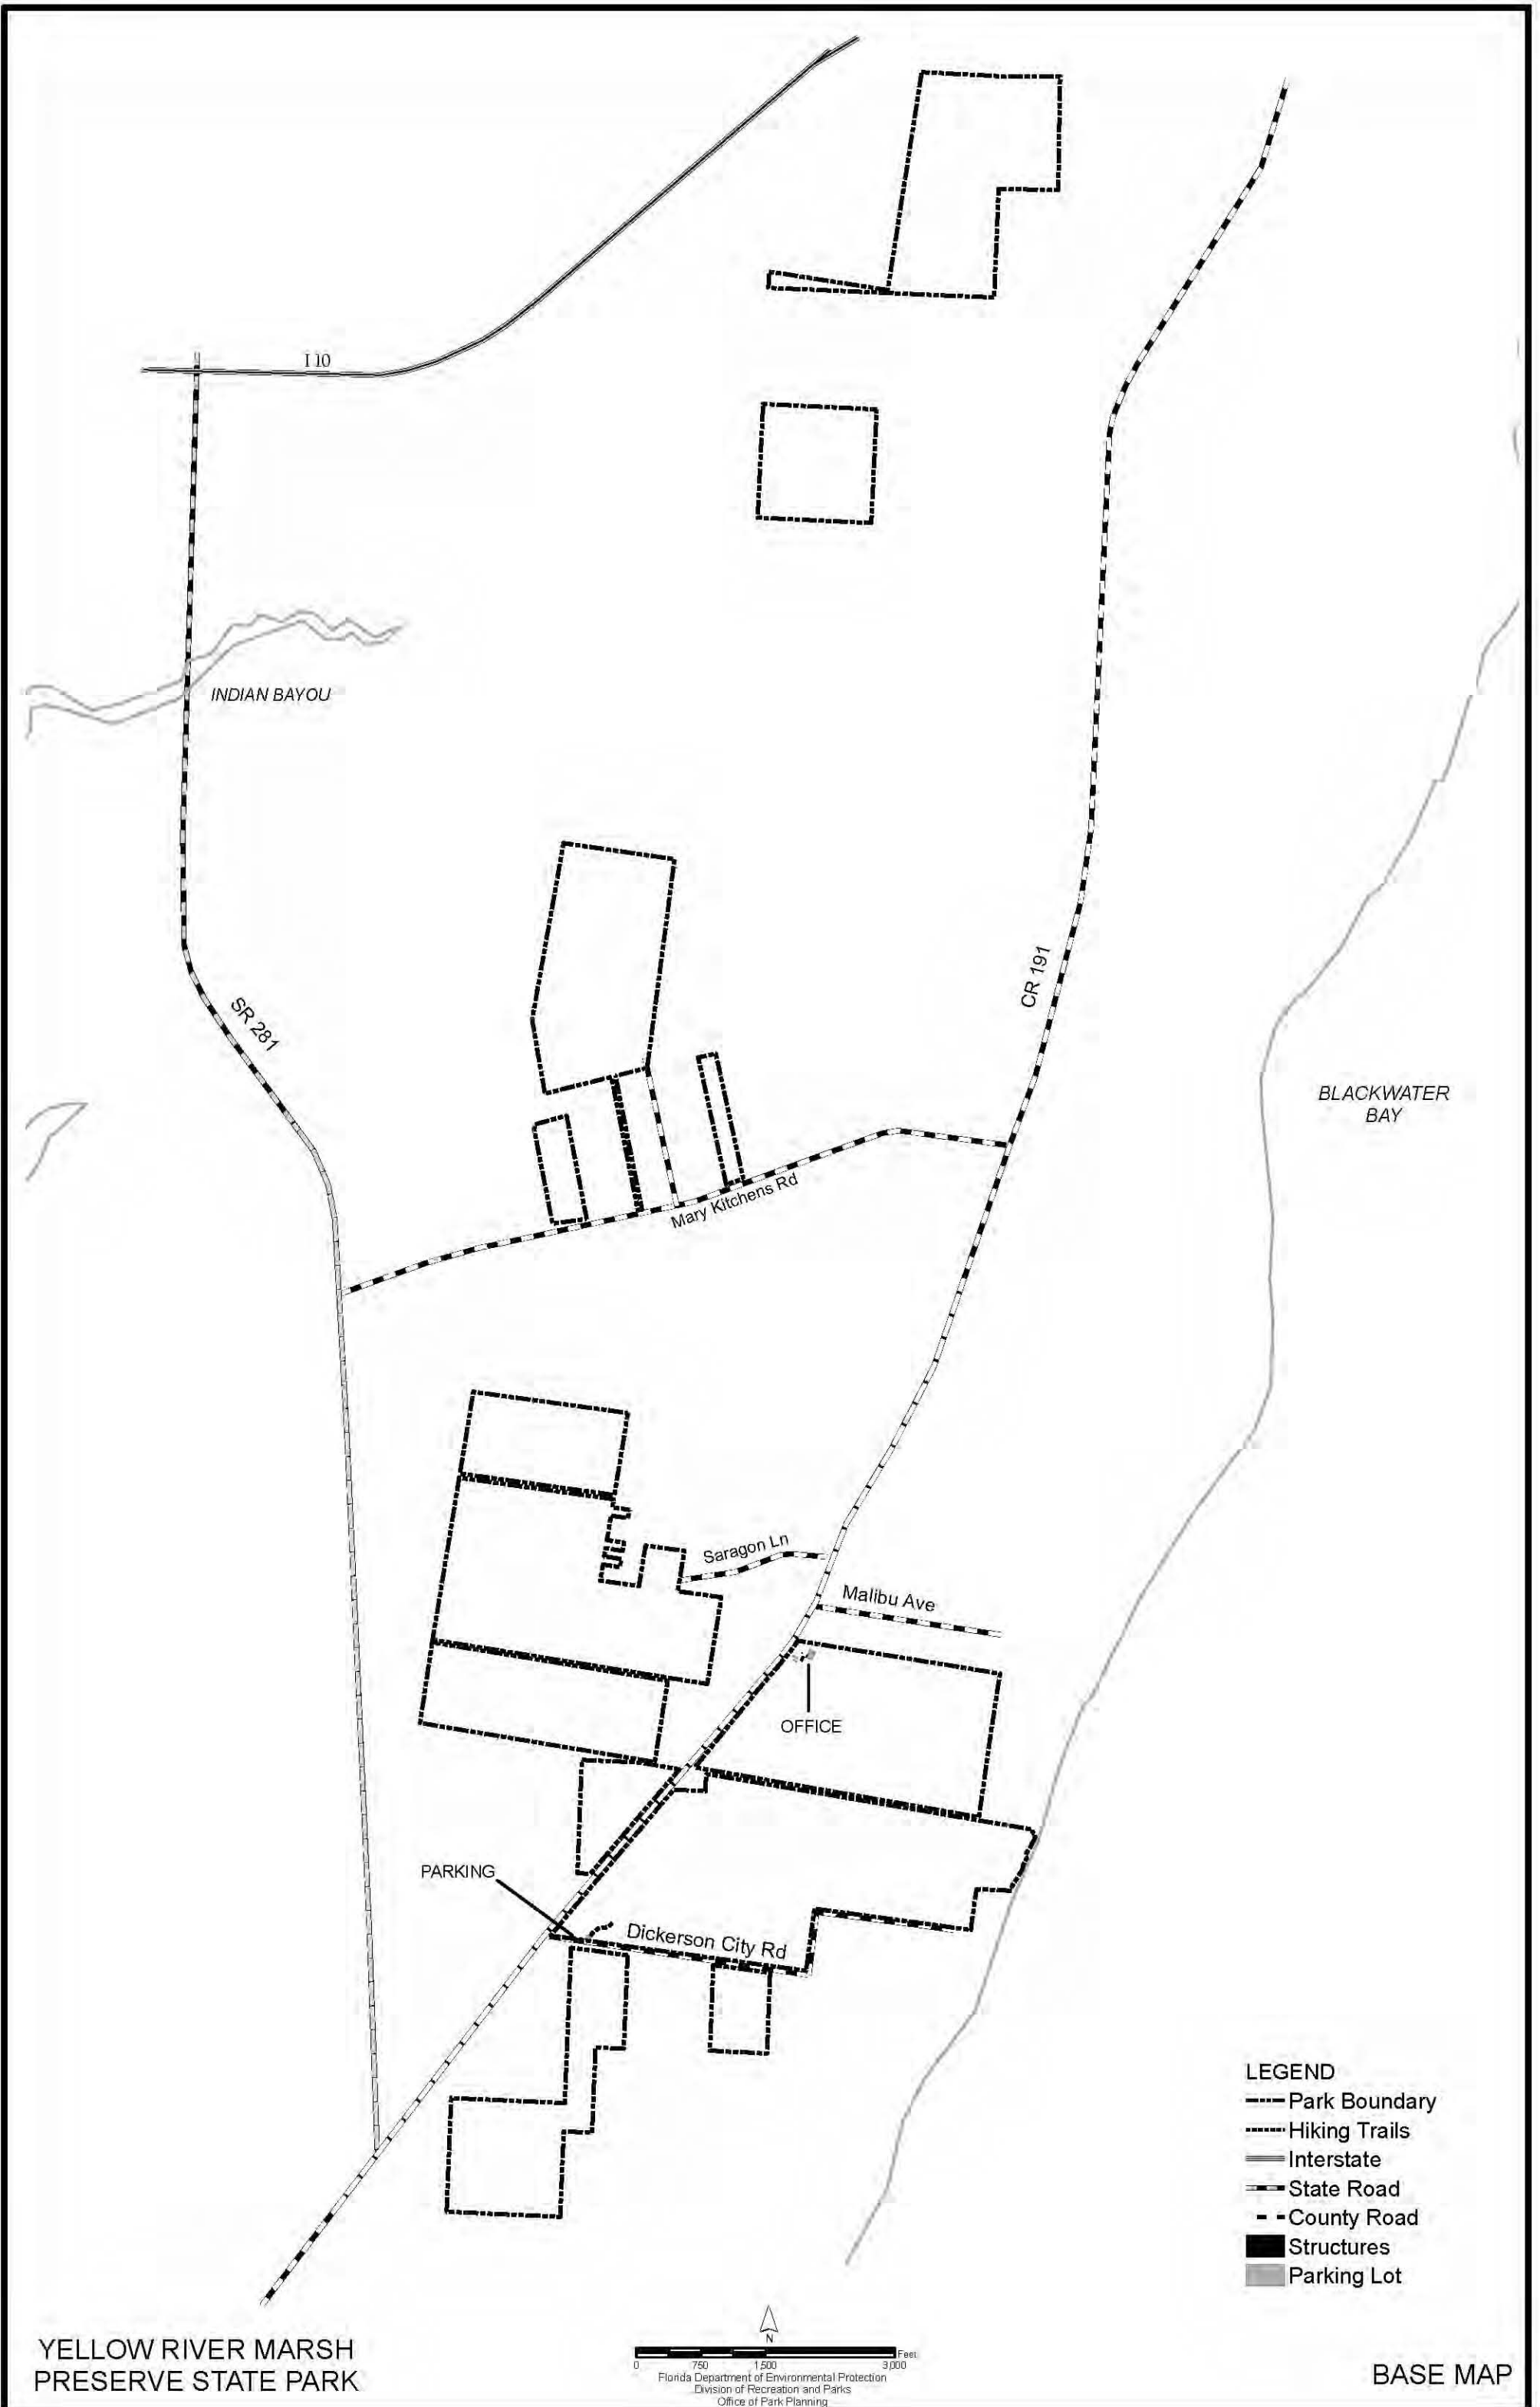 I 10
INDIAN BAYOU
SR 281
CR 191
BLACKWATER
BAY
Mary Kitchens Rd
Saragon Ln
Malibu Ave
OFFICE
PARKING
Dickerson City Rd
LEGEND
Park Boundary
Hiking Trails
Interstate
State Road
County Road
Structures
Parking Lot
YELLOW RIVER MARSH
PRESERVE STATE PARK
N
Feet
0 750 1,500 3,000
Florida Department of Environmental Protection
Division of Recreation and Parks
Office of Park Planning
BASE MAP